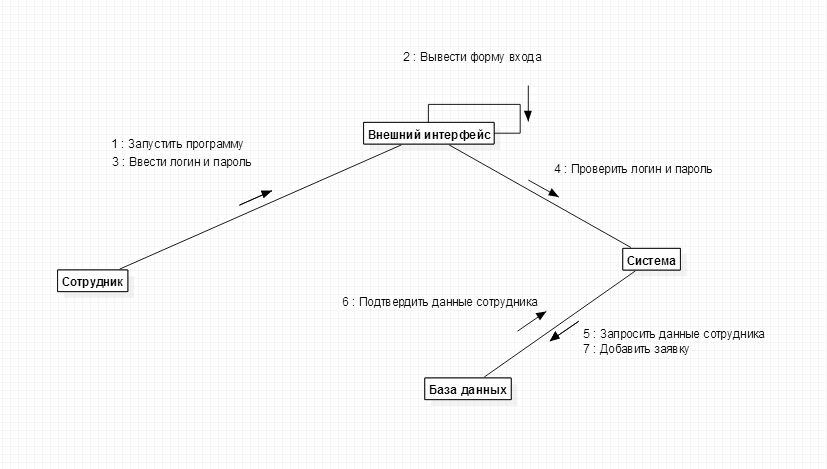 2 : Вывести форму входа
Внешний интерфейс
1 : Запустить программу
3 : Ввести логин и пароль
4 : Проверить логин и пароль
Сотрудник
Система
6 : Подтвердить данные сотрудника
5 : Запросить данные сотрудника
7 : Добавить заявку
База данных